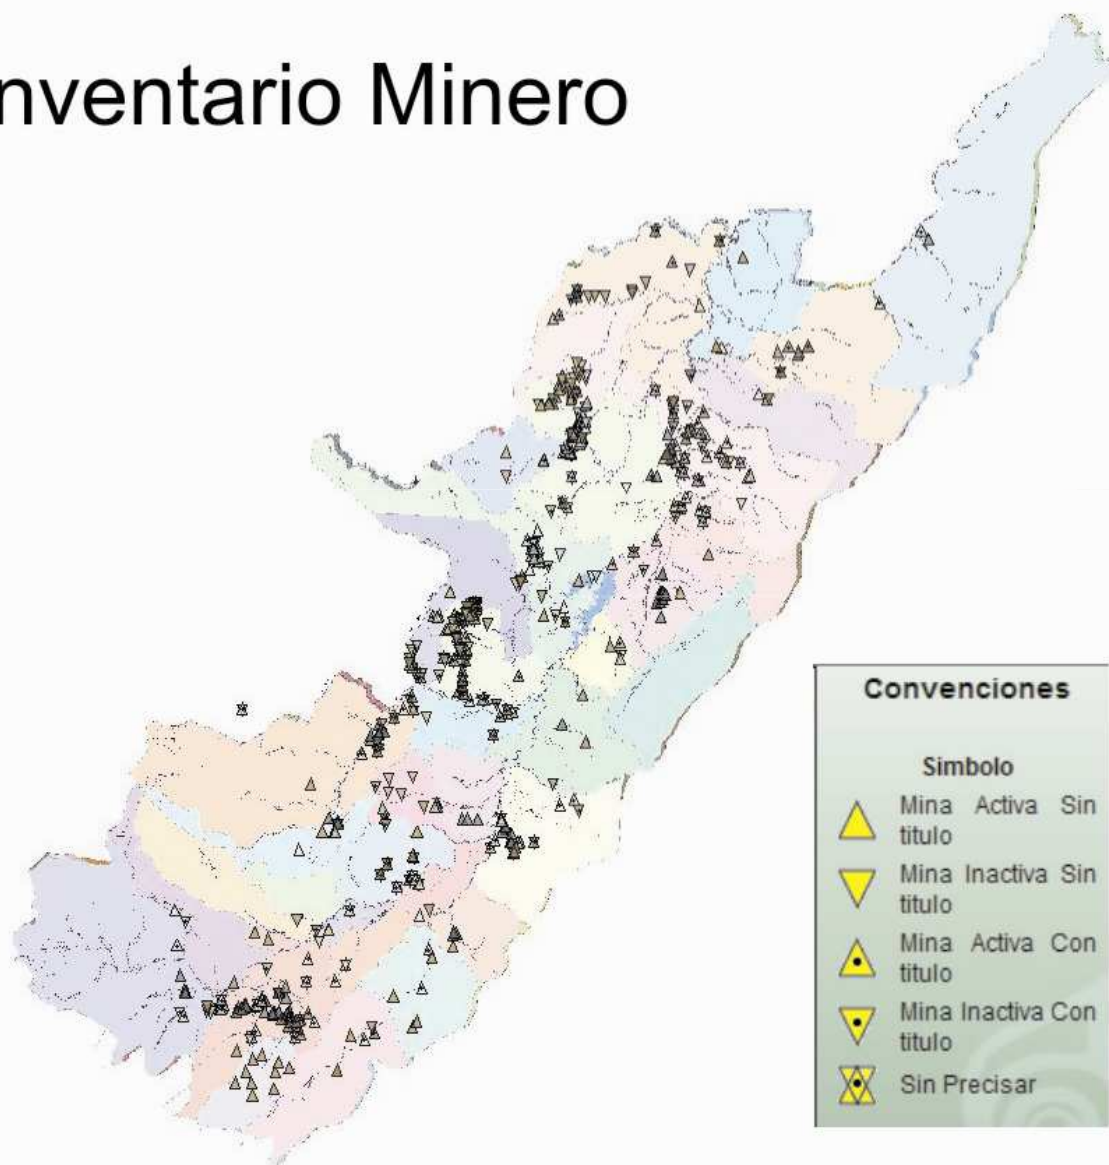 nventario Minero
Convenciones
Simbolo
Mina Activa Sin
titulo
Mina Inactiva Sin
titulo
Mina Activa Con
titulo
Mina Inactiva Con
titulo
Sin Precisar